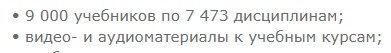 • 9 000 учебников по 7 473 дисциплинам;
• видео- и аудиоматериалы к учебным курсам;